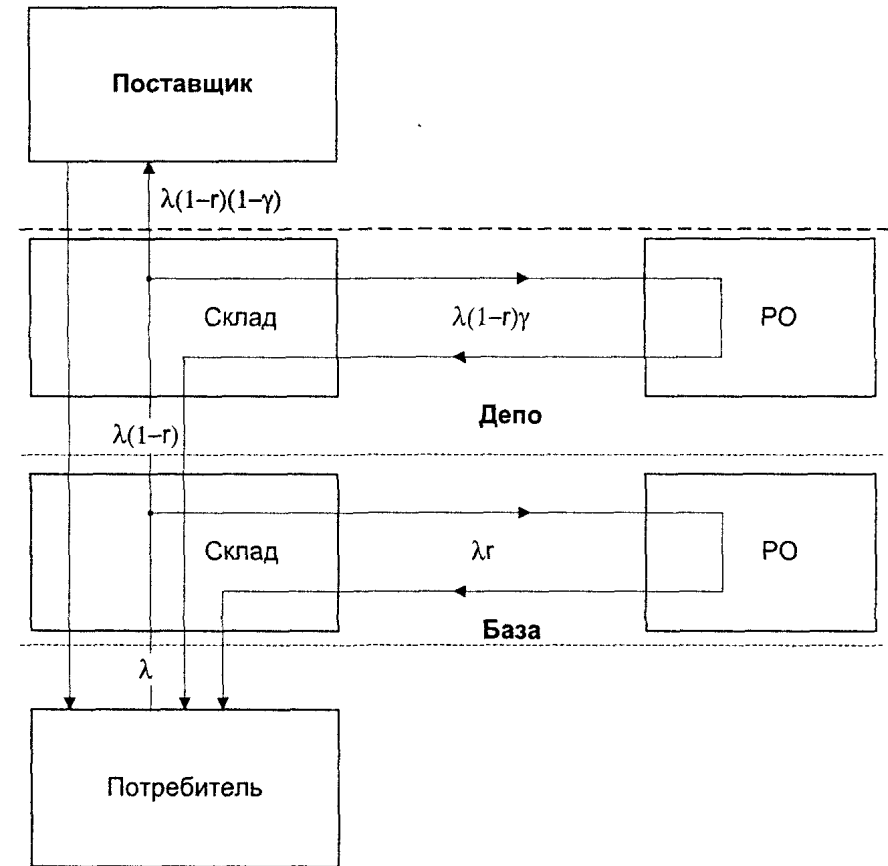 Поставщик
λ(1–r)(1–γ)
Склад
λ(1–r)γ
РО
Депо
λ(1–r)
Склад
λr
РО
База
λ
Потребитель